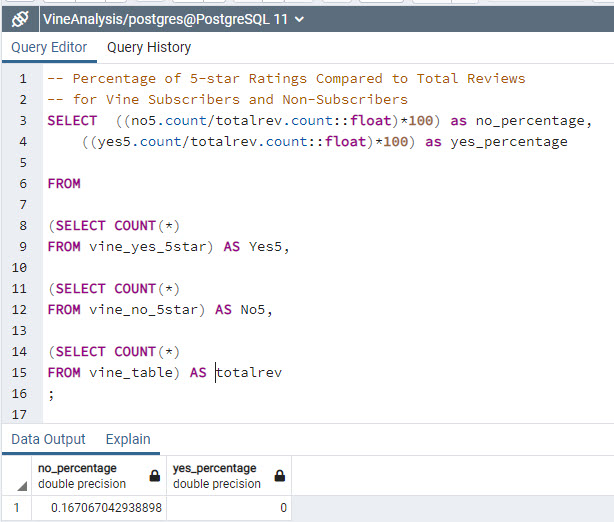 VineAnalysis/postgres@PostgreSQL 11
Query Editor Query History
1 -- Percentage of 5-star Ratings Compared to Total Reviews
2 -- for Vine Subscribers and Non-Subscribers
3 SELECT ((no5.count/totalrev.count::float)*100) as no_percentage,
4 ((yes5.count/totalrev.count::float)*100) as yes_percentage
5
6 FROM
7
8 (SELECT COUNT(*)
9 FROM vine_yes_5star) AS Yes5,
10
11 (SELECT COUNT(*)
12 FROM vine_no_5star) AS No5,
13
14 (SELECT COUNT(*)
15 FROM vine_table) AS totalrev
16 ;
17
Data Output Explain
no_percentage yes_percentage
double precision double precision
1 0.167067042938898 0